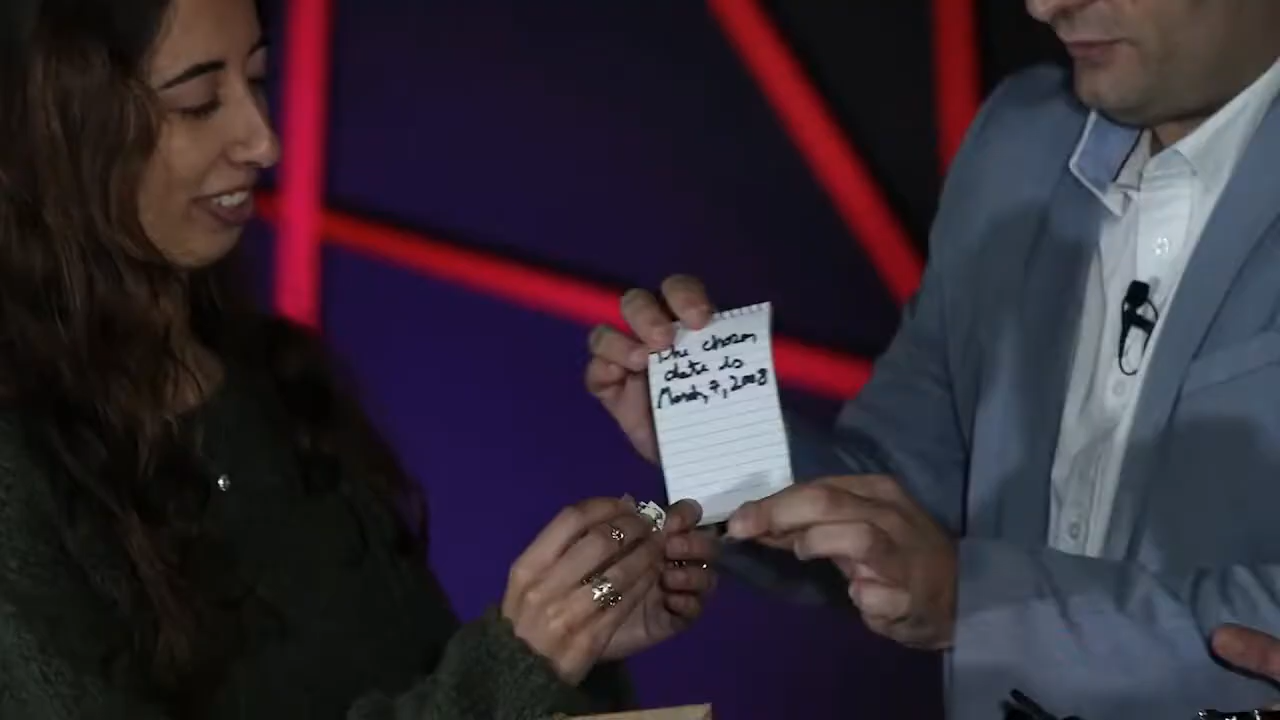 The chosen
date is
March, 7, 2008